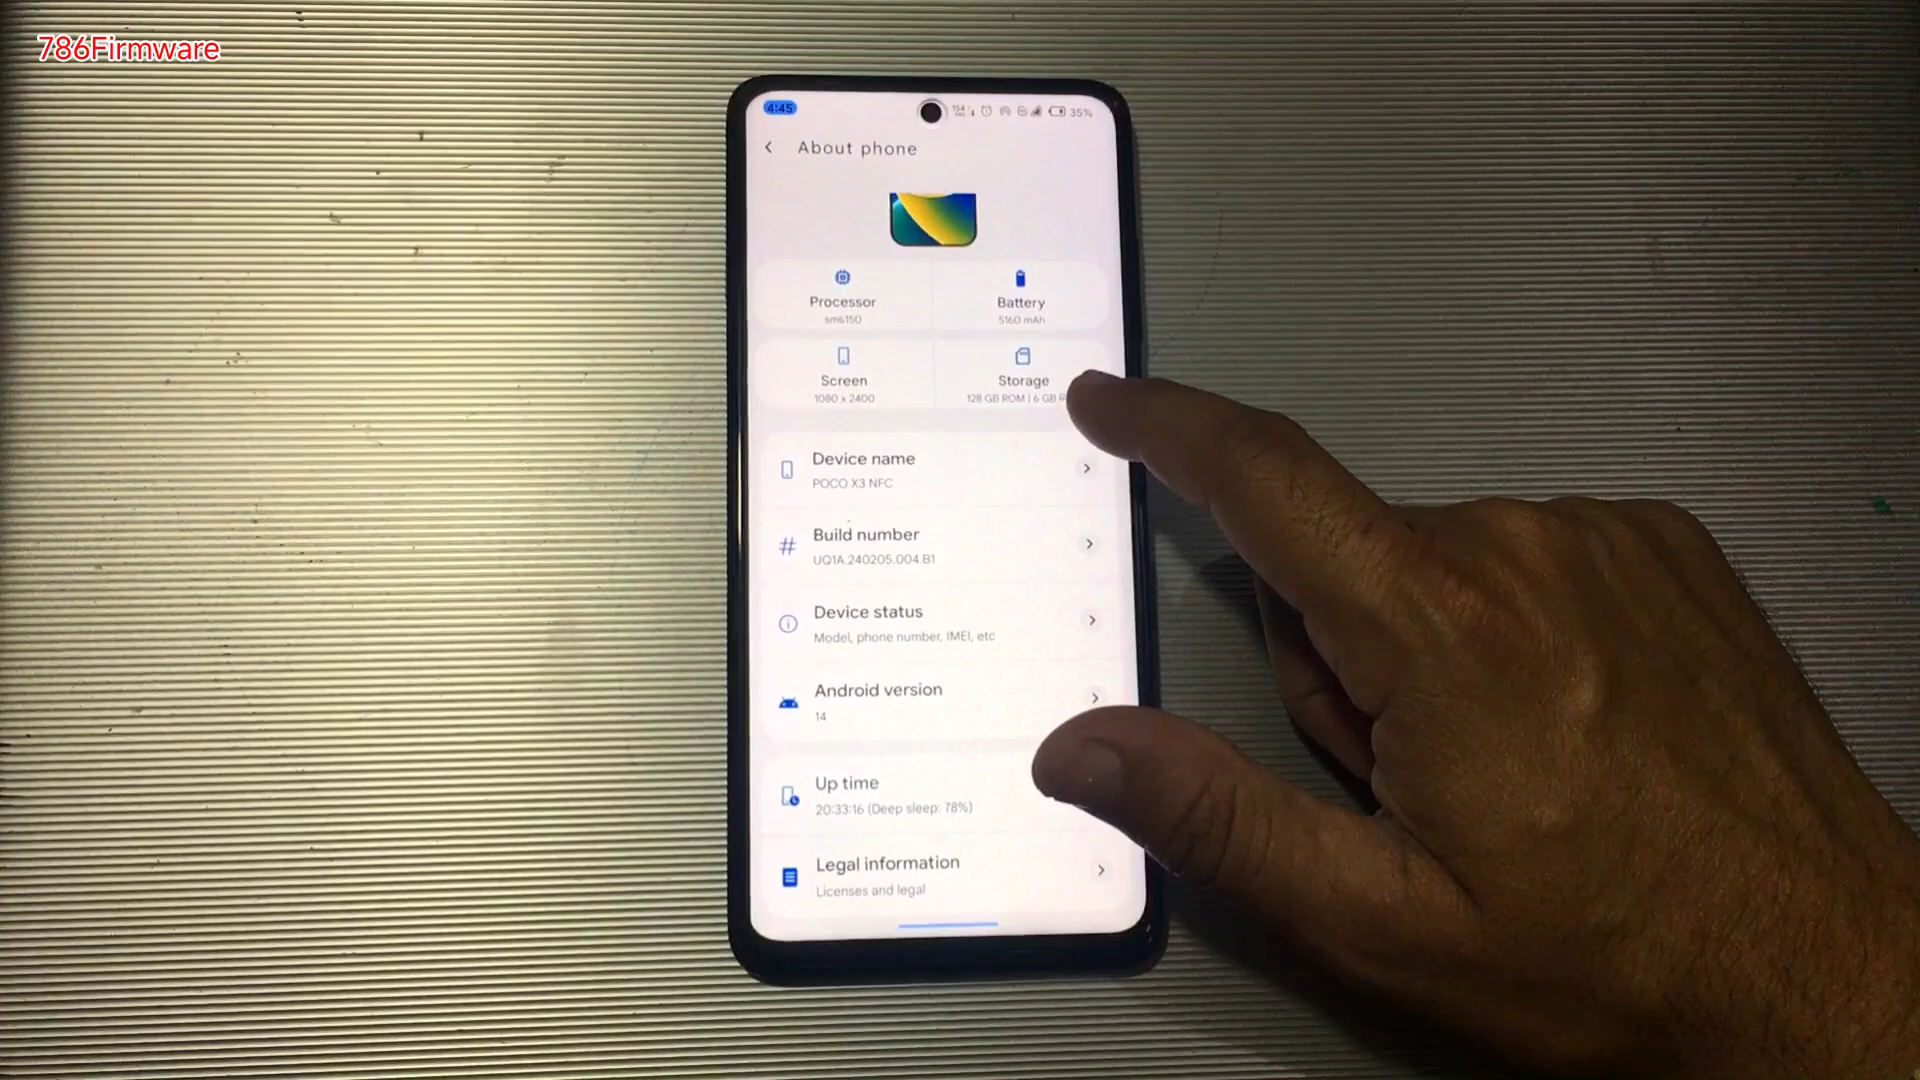 786Firmware
4:45
35%
About phone
Processor
sm6150
Battery
5160 mAh
Screen
1080 x 2400
Storage
128 GB ROM | 6 GB
Device name
POCO X3 NFC
Build number
UQ1A.240205.004.B1
Device status
Model, phone number, IMEI, etc
Android version
14
Up time
20:33:16 (Deep sleep: 78%)
Legal information
Licenses and legal